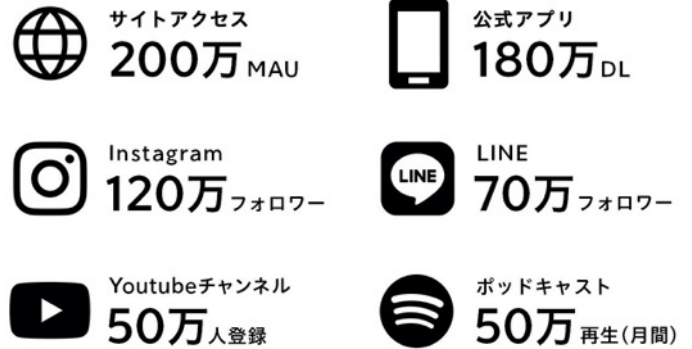 サイトアクセス
200万MAU
公式アプリ
180万DL
Instagram
120万フォロワー
LINE
LINE
70万フォロワー
Youtubeチャンネル
50万人登録
ポッドキャスト
50万再生(月間)